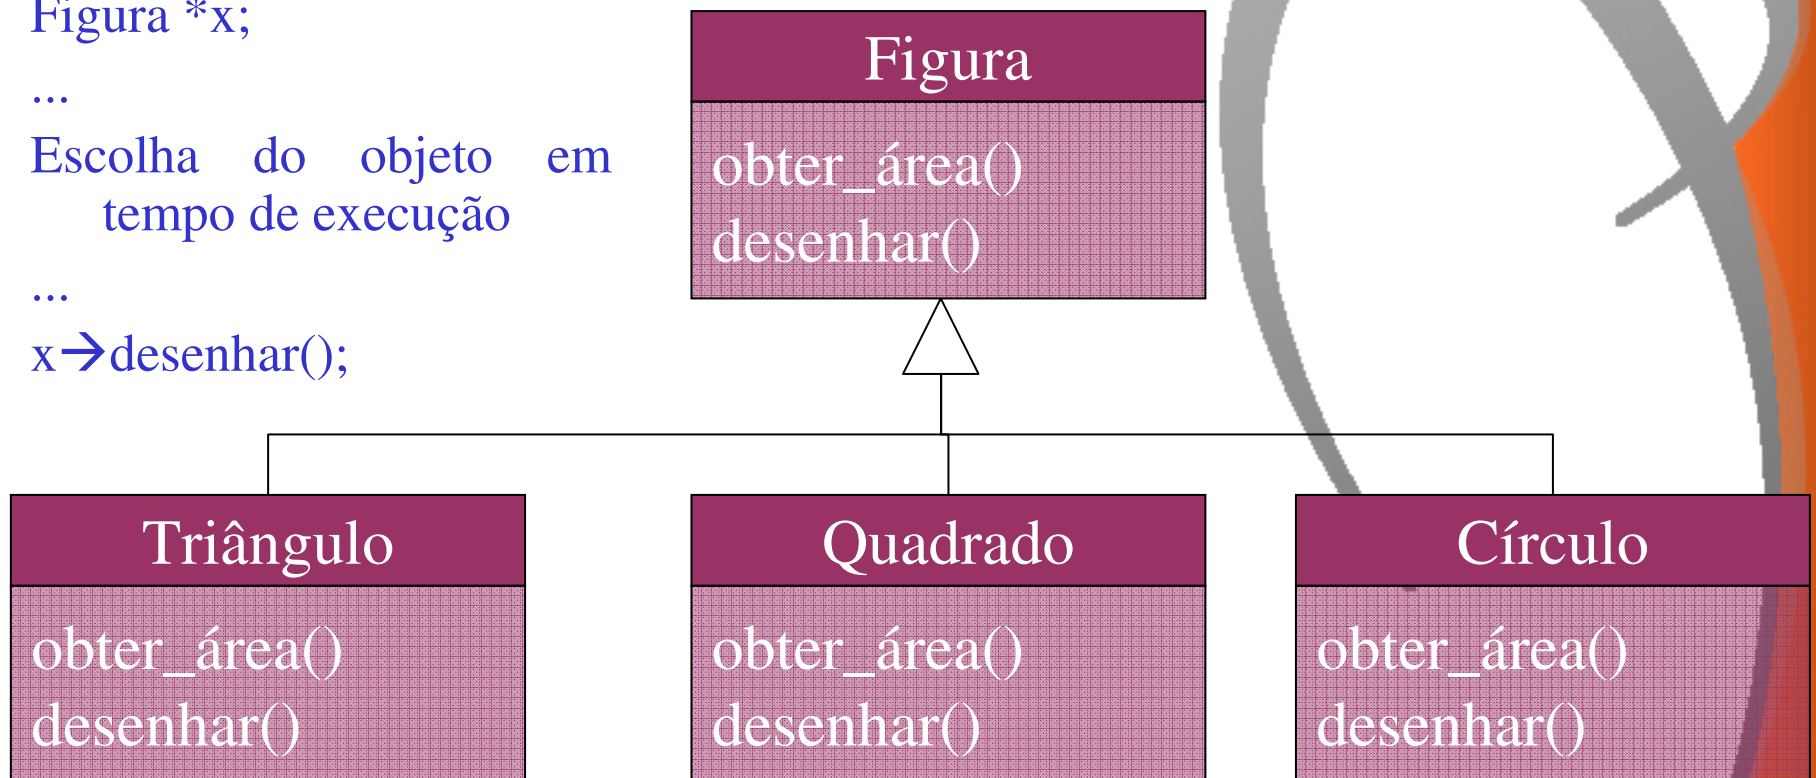 Figura *x;
...
Escolha do objeto em
tempo de execução
...
x→desenhar();
Figura
obter_área()
desenhar()
Triângulo
obter_área()
desenhar()
Quadrado
obter_área()
desenhar()
Círculo
obter_área()
desenhar()